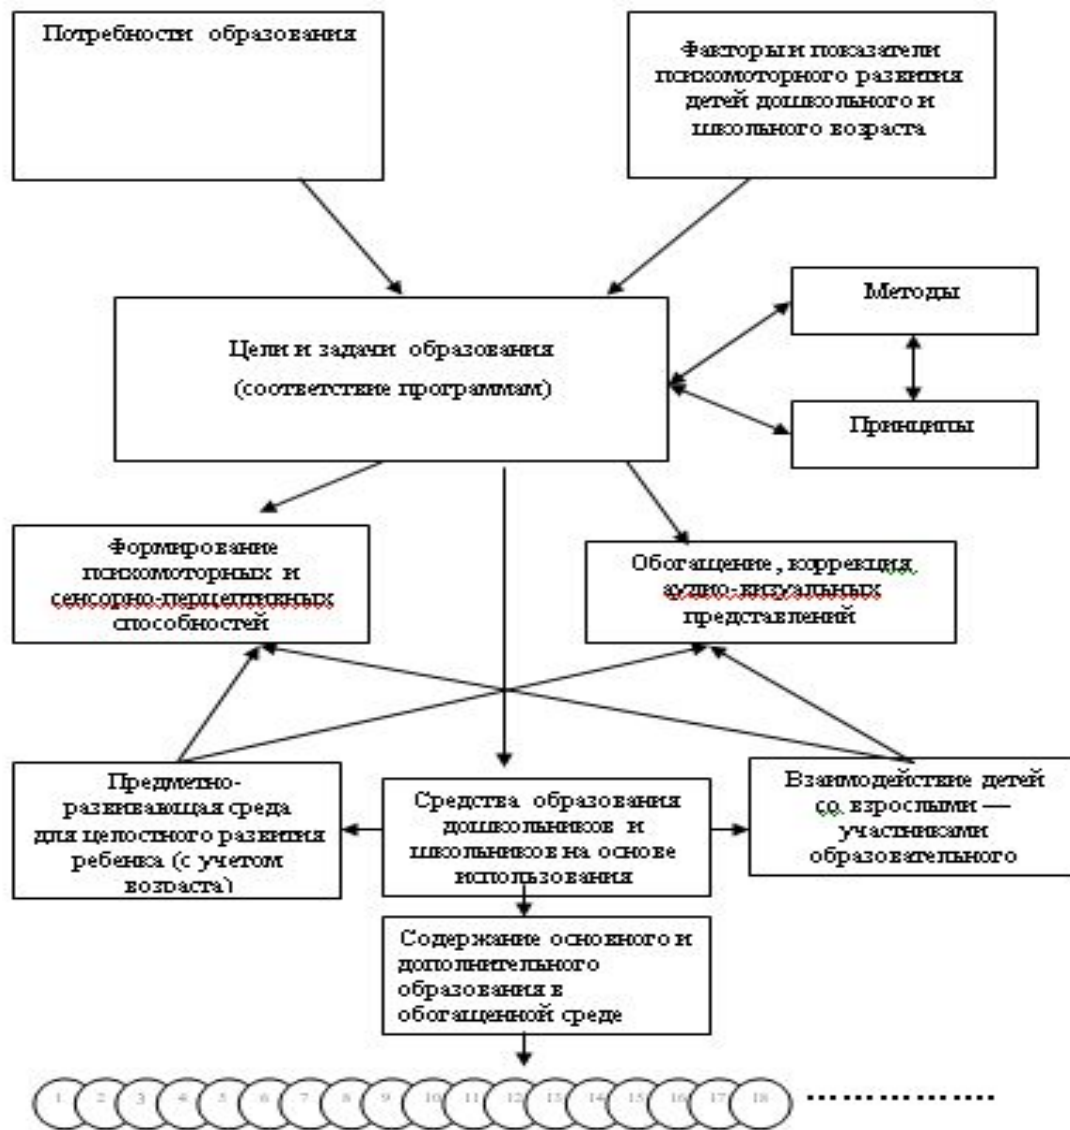 Потребности образования
Факторы и показатели
психомоторного развития
детей дошкольного и
школьного возраста
Методы
Цели и задачи образования
(соответствие программам)
Принципы
Формирование
психомоторных и
сенсорно-перцептивных
способностей
Обогащение, коррекция
аудио-визуальных
представлений
Предметно-
развивающая среда
для целостного развития
ребенка (с учетом
возраста)
Средства образования
дошкольников и
школьников на основе
использования
Взаимодействие детей
со взрослыми —
участниками
образовательного
Содержание основного и
дополнительного
образования в
обогащенной среде
1 2 3 4 5 6 7 8 9 10 11 12 13 14 15 16 17 18